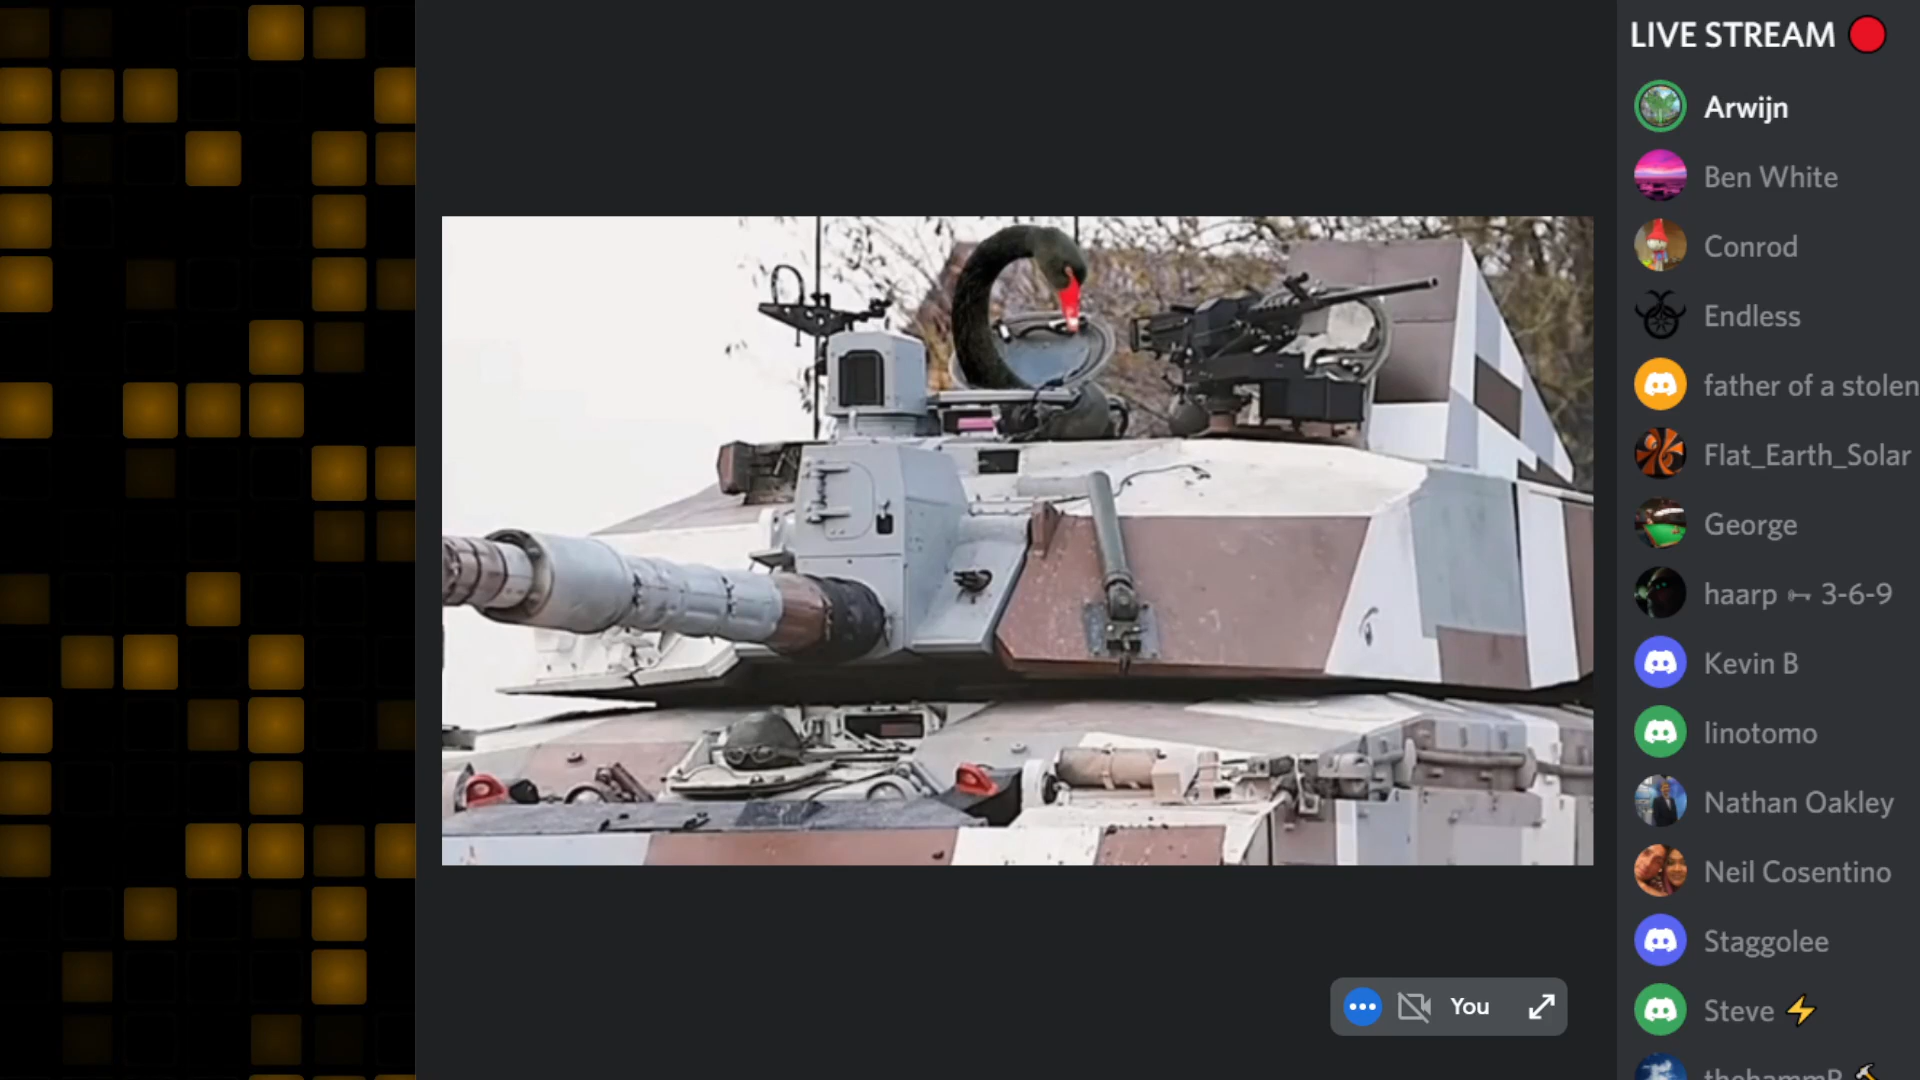 LIVE STREAM
Arwijn
Ben White
Conrod
Endless
father of a stolen
Flat_Earth_Solar
George
haarp 🗝 3-6-9
Kevin B
linotomo
Nathan Oakley
Neil Cosentino
Staggolee
Steve ⚡
You